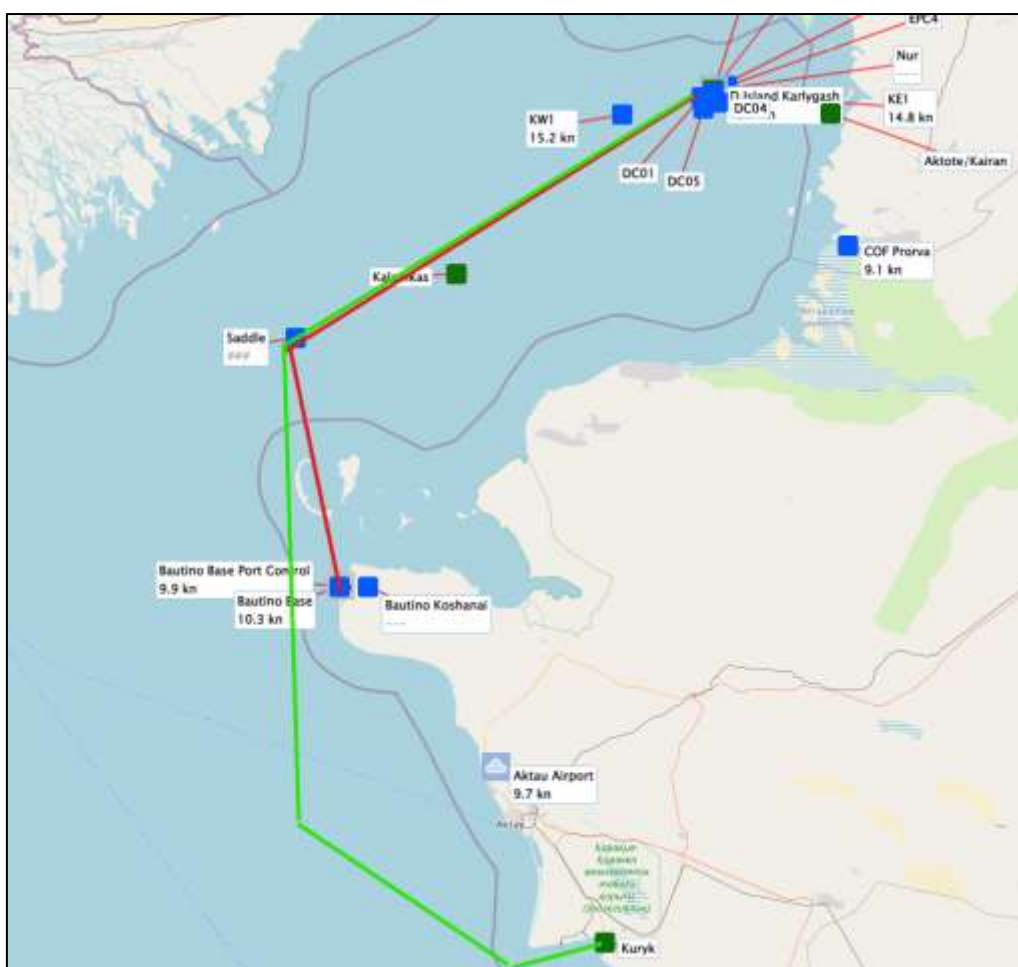 EPC4
Nur
----
D Island Karlygash
DC04
KE1
14.8 kn
KW1
15.2 kn
Aktote/Kairan
DC01
DC05
COF Prorva
9.1 kn
Saddle
###
Bautino Base Port Control
9.9 kn
Bautino Base
10.3 kn
Bautino Koshanai
----
Aktau Airport
9.7 kn
Kuryk